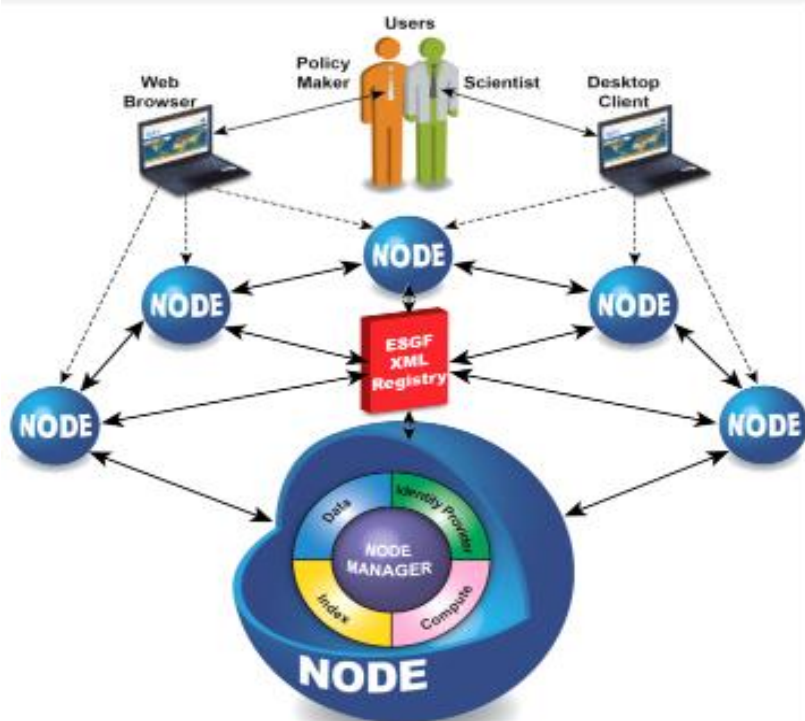 Users
Policy
Maker
Scientist
Web
Browser
Desktop
Client
NODE
NODE
NODE
ESGF
XML
Registry
NODE
NODE
Data
Identity Provider
NODE
MANAGER
Index
Compute
NODE